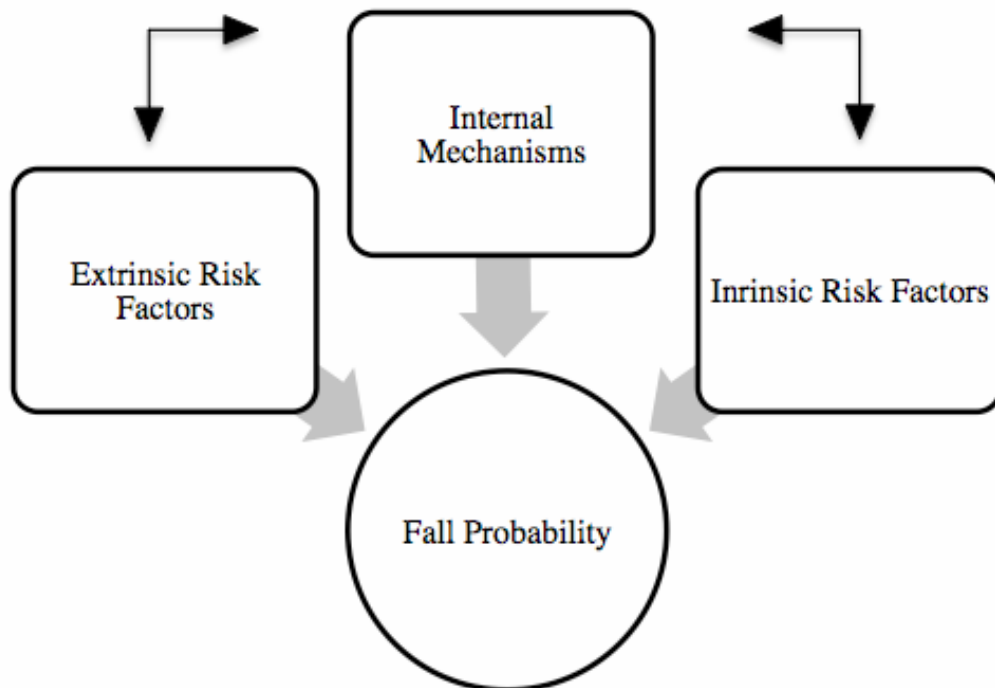 Internal
Mechanisms
Extrinsic Risk
Factors
Inrinsic Risk Factors
Fall Probability